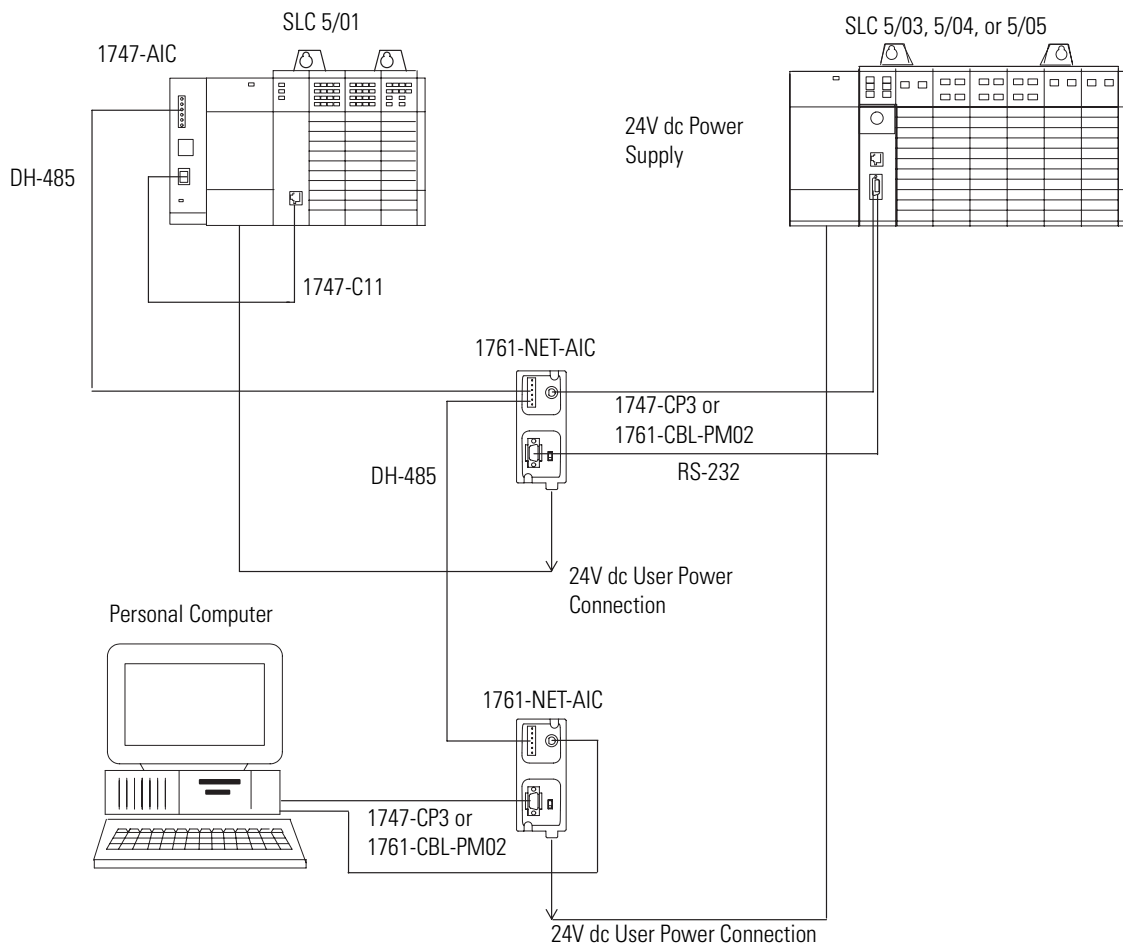 SLC 5/01
SLC 5/03, 5/04, or 5/05
1747-AIC
24V dc Power
Supply
DH-485
1747-C11
1761-NET-AIC
1747-CP3 or
1761-CBL-PM02
RS-232
DH-485
24V dc User Power
Connection
Personal Computer
1761-NET-AIC
1747-CP3 or
1761-CBL-PM02
24V dc User Power Connection